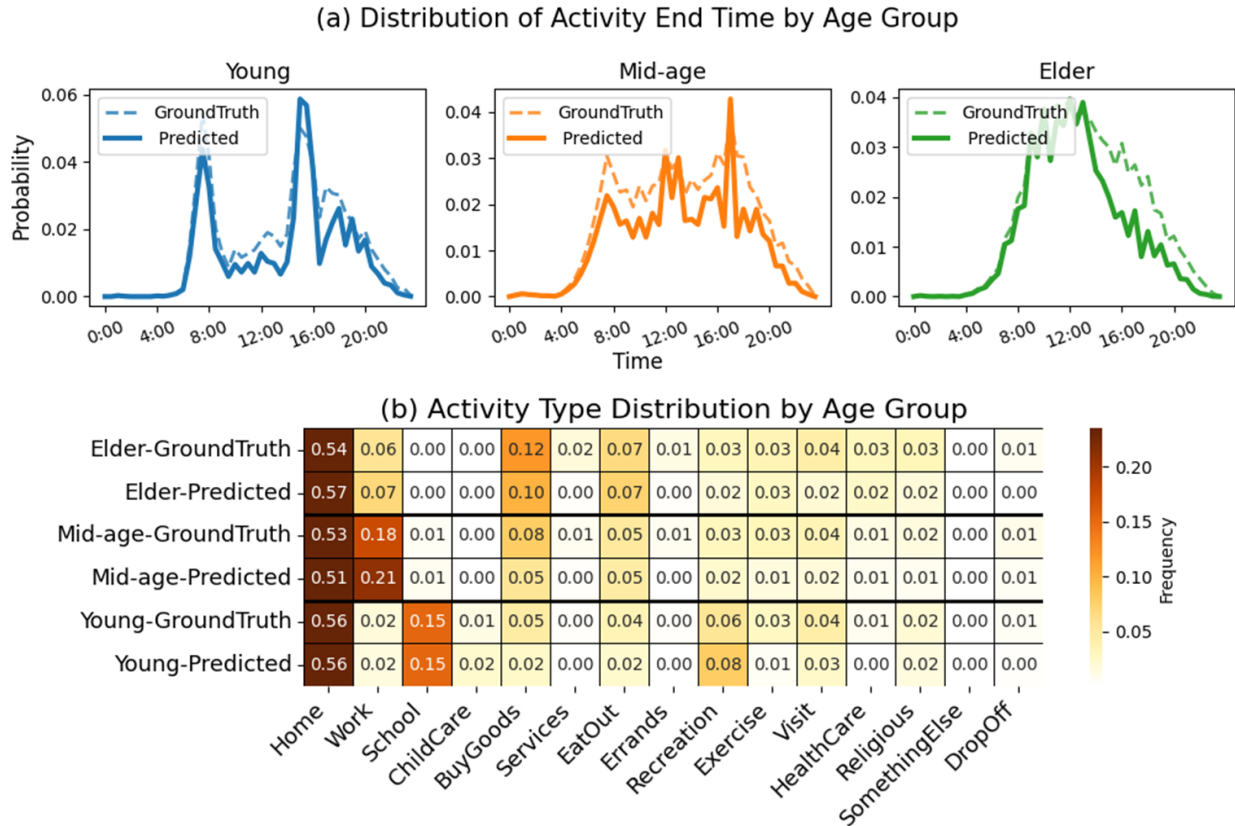 (a) Distribution of Activity End Time by Age Group
Young
Mid-age
Elder
Probability
0.06
0.04
0.02
0.00
GroundTruth
Predicted
0:00 4:00 8:00 12:00 16:00 20:00
0.04
0.03
0.02
0.01
0.00
GroundTruth
Predicted
0:00 4:00 8:00 12:00 16:00 20:00
0.04
0.03
0.02
0.01
0.00
GroundTruth
Predicted
0:00 4:00 8:00 12:00 16:00 20:00
Time
(b) Activity Type Distribution by Age Group
Elder-GroundTruth 0.54 0.06 0.00 0.00 0.12 0.02 0.07 0.01 0.03 0.03 0.04 0.03 0.03 0.00 0.01
Elder-Predicted 0.57 0.07 0.00 0.00 0.10 0.00 0.07 0.00 0.02 0.03 0.02 0.02 0.02 0.00 0.00
Mid-age-GroundTruth 0.53 0.18 0.01 0.00 0.08 0.01 0.05 0.01 0.03 0.03 0.04 0.01 0.02 0.00 0.01
Mid-age-Predicted 0.51 0.21 0.01 0.00 0.05 0.00 0.05 0.00 0.02 0.01 0.02 0.01 0.01 0.00 0.01
Young-GroundTruth 0.56 0.02 0.15 0.01 0.05 0.00 0.04 0.00 0.06 0.03 0.04 0.01 0.02 0.00 0.01
Young-Predicted 0.56 0.02 0.15 0.02 0.02 0.00 0.02 0.00 0.08 0.01 0.03 0.00 0.02 0.00 0.00
Home Work School ChildCare BuyGoods Services EatOut Errands Recreation Exercise Visit HealthCare Religious SomethingElse DropOff
0.20
0.15
0.10
0.05
Frequency